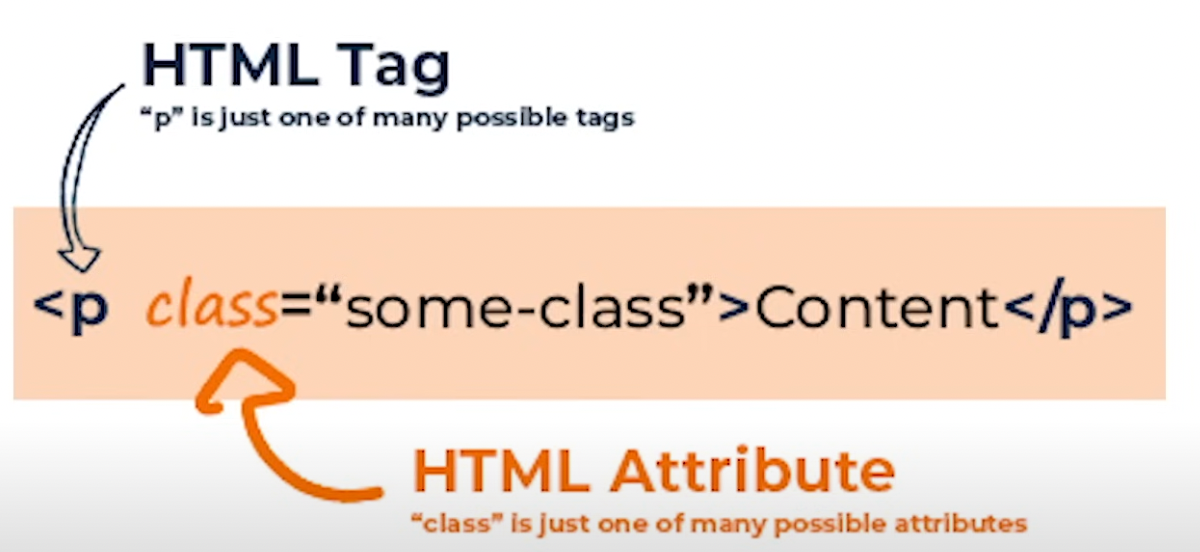 HTML Tag
“p” is just one of many possible tags
<p class=“some-class”>Content</p>
HTML Attribute
“class” is just one of many possible attributes